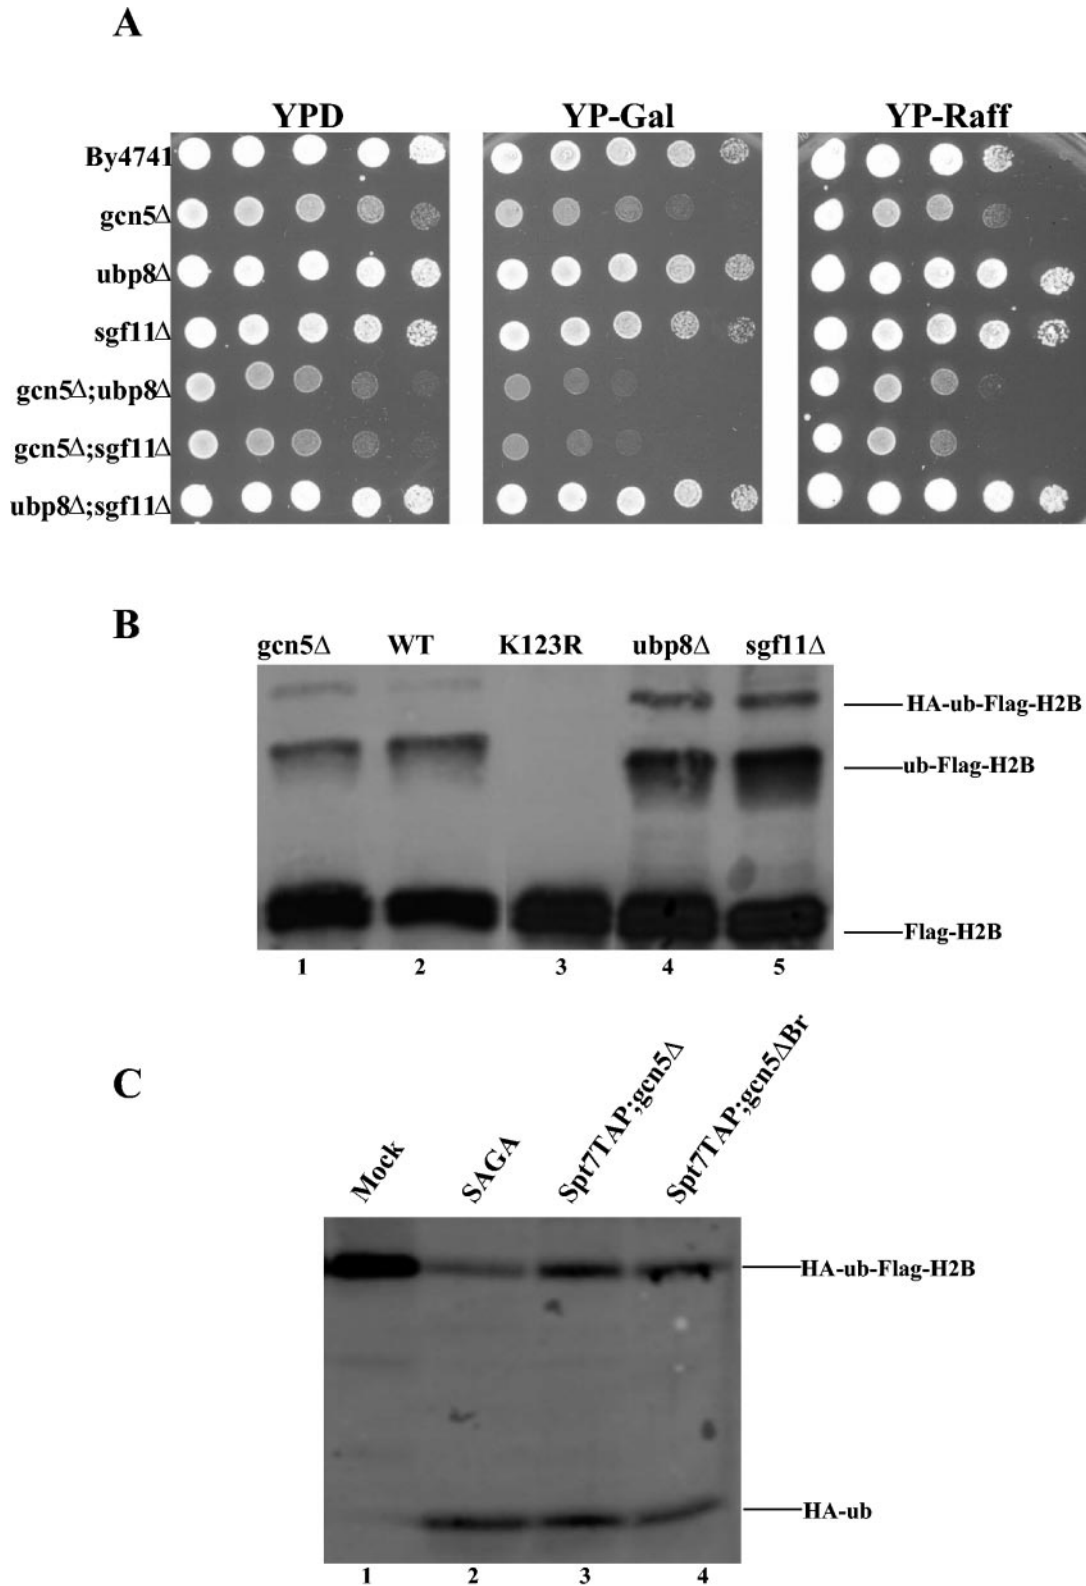 A
YPD YP-Gal YP-Raff
By4741
gcn5Δ
ubp8Δ
sgf11Δ
gcn5Δ;ubp8Δ
gcn5Δ;sgf11Δ
ubp8Δ;sgf11Δ
B
gcn5Δ WT K123R ubp8Δ sgf11Δ
HA-ub-Flag-H2B
ub-Flag-H2B
Flag-H2B
1 2 3 4 5
C
Mock SAGA Spt7TAP;gcn5Δ Spt7TAP;gcn5ΔBr
HA-ub-Flag-H2B
HA-ub
1 2 3 4